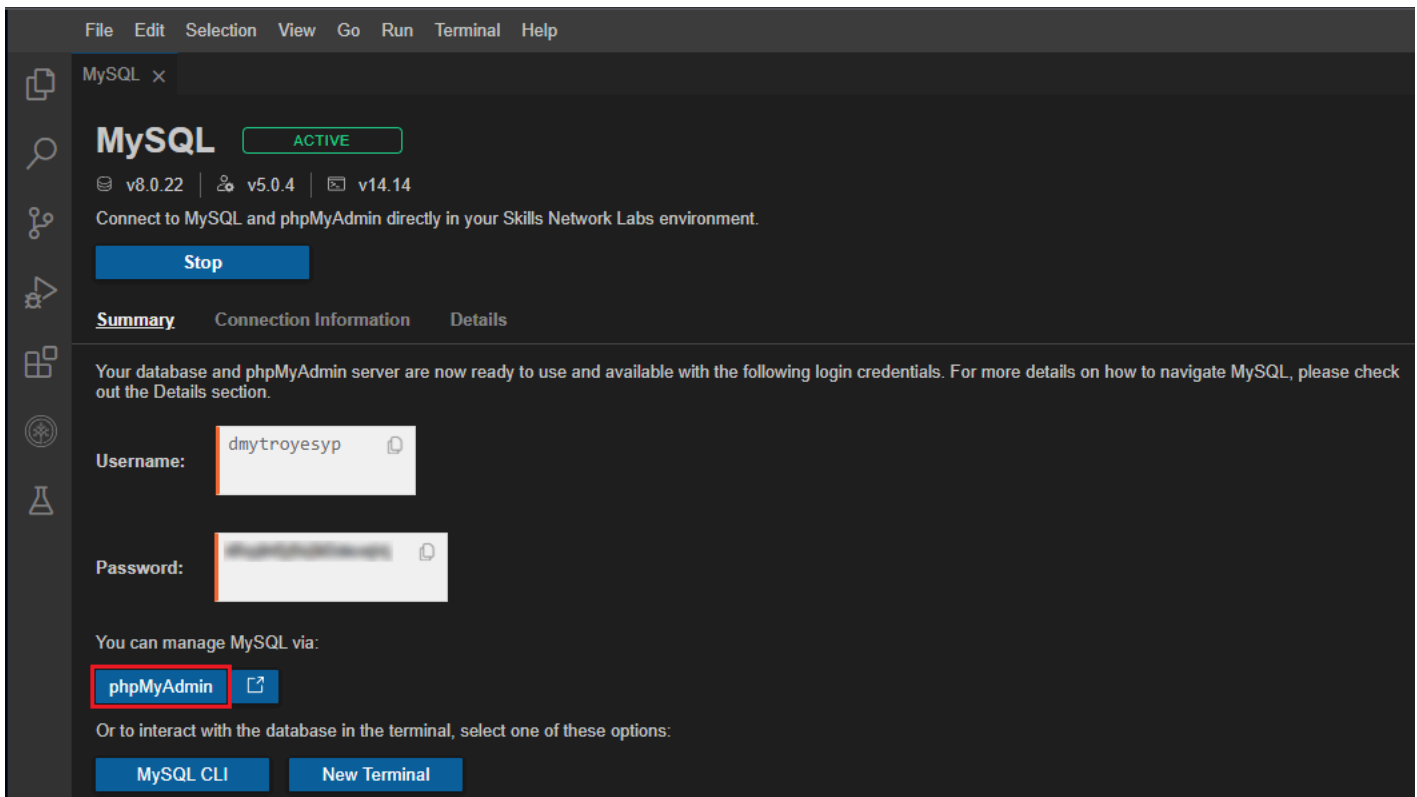 File Edit Selection View Go Run Terminal Help
MySQL
MySQL ACTIVE
v8.0.22 v5.0.4 v14.14
Connect to MySQL and phpMyAdmin directly in your Skills Network Labs environment.
Stop
Summary Connection Information Details
Your database and phpMyAdmin server are now ready to use and available with the following login credentials. For more details on how to navigate MySQL, please check
out the Details section.
dmytroyesyp
Username:
Password:
You can manage MySQL via:
phpMyAdmin
Or to interact with the database in the terminal, select one of these options:
MySQL CLI New Terminal